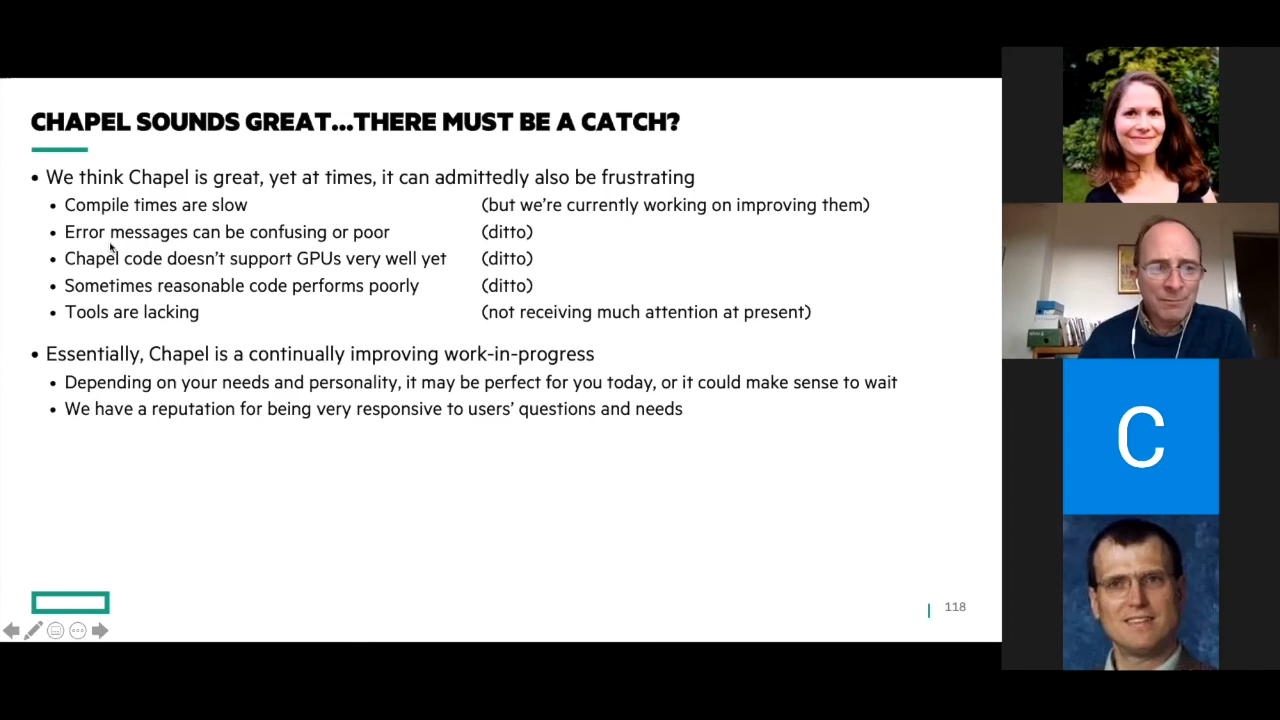 CHAPEL SOUNDS GREAT...THERE MUST BE A CATCH?
• We think Chapel is great, yet at times, it can admittedly also be frustrating
• Compile times are slow (but we're currently working on improving them)
• Error messages can be confusing or poor (ditto)
• Chapel code doesn't support GPUs very well yet (ditto)
• Sometimes reasonable code performs poorly (ditto)
• Tools are lacking (not receiving much attention at present)
• Essentially, Chapel is a continually improving work-in-progress
• Depending on your needs and personality, it may be perfect for you today, or it could make sense to wait
• We have a reputation for being very responsive to users' questions and needs
118
C